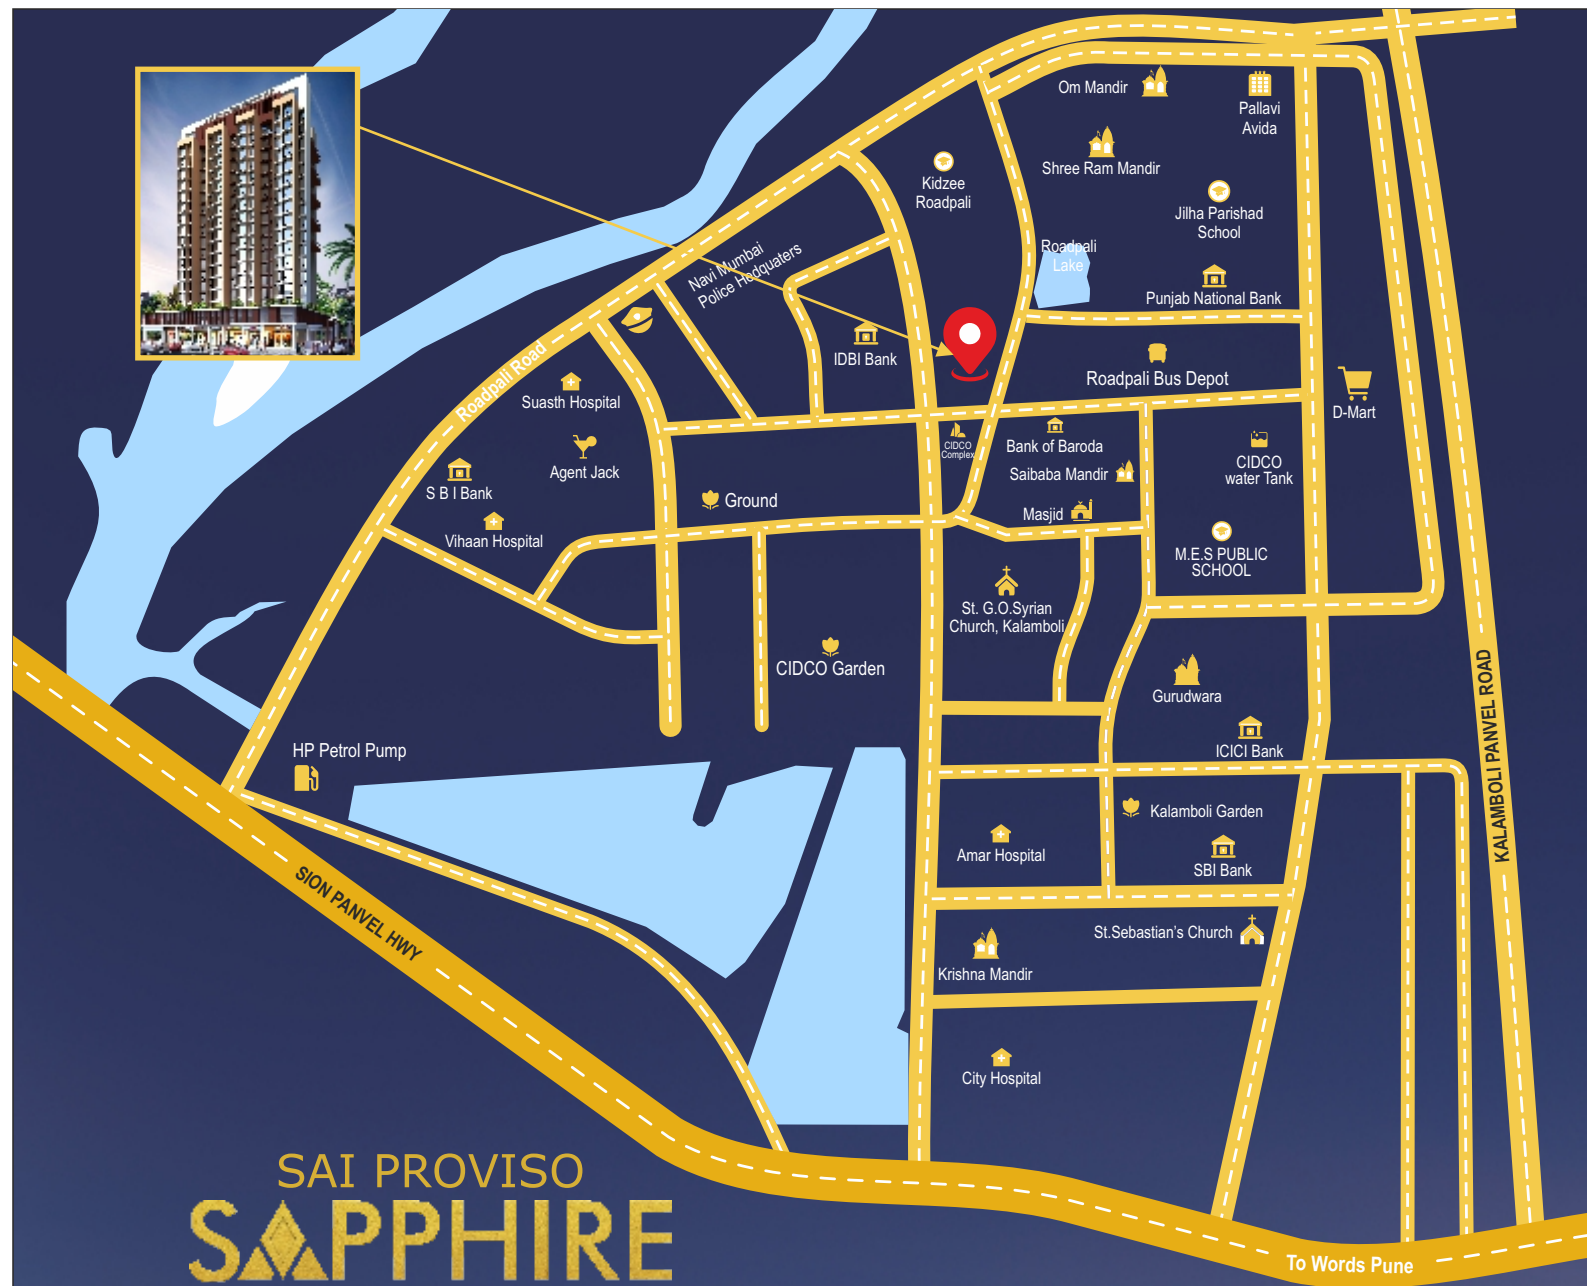 Om Mandir
Pallavi
Avida
Shree Ram Mandir
Kidzee
Roadpali
Jilha Parishad
School
Roadpali
Lake
Navi Mumbai
Police Hedquaters
Punjab National Bank
IDBI Bank
Roadpali Bus Depot
D-Mart
Roadpali Road
Suasth Hospital
CIDCO
Complex
Bank of Baroda
Saibaba Mandir
CIDCO
water Tank
Agent Jack
S B I Bank
Ground
Masjid
Vihaan Hospital
M.E.S PUBLIC
SCHOOL
St. G.O.Syrian
Church, Kalamboli
CIDCO Garden
Gurudwara
KALAMBOLI PANVEL ROAD
HP Petrol Pump
ICICI Bank
Kalamboli Garden
Amar Hospital
SBI Bank
SION PANVEL HWY
St.Sebastian's Church
Krishna Mandir
City Hospital
SAI PROVISO
SAPPHIRE
To Words Pune